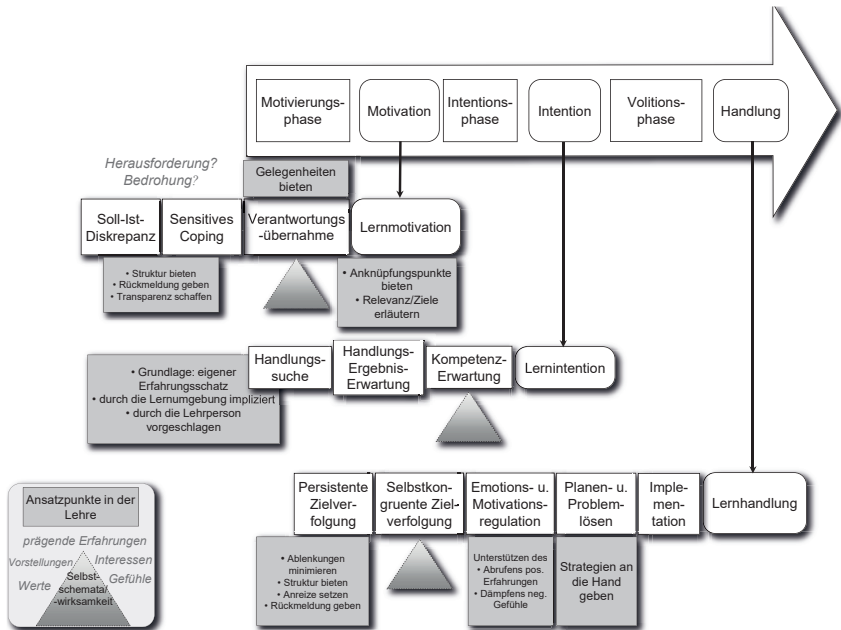 Motivierungs-
phase
Motivation
Intentions-
phase
Intention
Volitions-
phase
Handlung
Herausforderung?
Bedrohung?
Gelegenheiten
bieten
Soll-Ist-
Diskrepanz
Sensitives
Coping
Verantwortungs
-übernahme
Lernmotivation
• Struktur bieten
• Rückmeldung geben
• Transparenz schaffen
• Anknüpfungspunkte
bieten
• Relevanz/Ziele
erläutern
• Grundlage: eigener
Erfahrungsschatz
• durch die Lernumgebung impliziert
• durch die Lehrperson
vorgeschlagen
Handlungs-
suche
Handlungs-
Ergebnis-
Erwartung
Kompetenz-
Erwartung
Lernintention
Persistente
Zielver-
folgung
Selbstkon-
gruente Ziel-
verfolgung
Emotions- u.
Motivations-
regulation
Planen- u.
Problem-
lösen
Imple-
mentation
Lernhandlung
• Ablenkungen
minimieren
• Struktur bieten
• Anreize setzen
• Rückmeldung geben
Unterstützen des
• Abrufens pos.
Erfahrungen
• Dämpfens neg.
Gefühle
Strategien an
die Hand
geben
Ansatzpunkte in der
Lehre
prägende Erfahrungen
Vorstellungen
Interessen
Werte
Selbst-
schemata/
-wirksamkeit
Gefühle